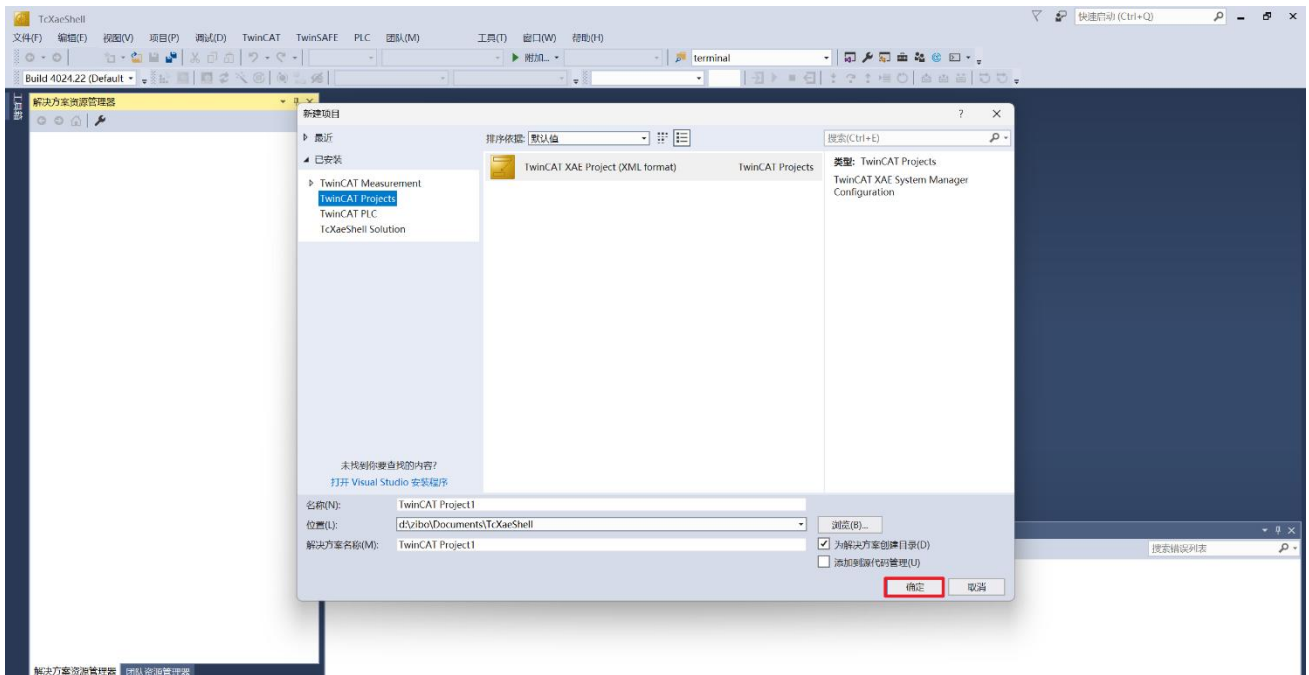 TcXaeShell
快速启动 (Ctrl+Q)
文件(F) 编辑(E) 视图(V) 项目(P) 调试(D) TwinCAT TwinSAFE PLC 团队(M) 工具(T) 窗口(W) 帮助(H)
附加... terminal
Build 4024.22 (Default
工具箱
解决方案资源管理器
新建项目
最近
排序依据: 默认值
搜索(Ctrl+E)
已安装
TwinCAT Measurement
TwinCAT Projects
TwinCAT PLC
TcXaeShell Solution
TwinCAT XAE Project (XML format) TwinCAT Projects
类型: TwinCAT Projects
TwinCAT XAE System Manager
Configuration
未找到你要查找的内容?
打开 Visual Studio 安装程序
名称(N): TwinCAT Project1
位置(L): d:\zibo\Documents\TcXaeShell 浏览(B)...
解决方案名称(M): TwinCAT Project1 为解决方案创建目录(D)
添加到源代码管理(U)
确定 取消
搜索错误列表
解决方案资源管理器 团队资源管理器